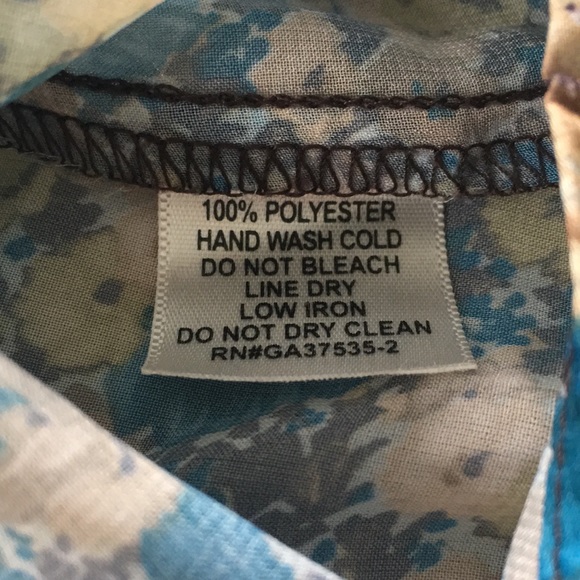 100% POLYESTER
HAND WASH COLD
DO NOT BLEACH
LINE DRY
LOW IRON
DO NOT DRY CLEAN
RN#GA37535-2